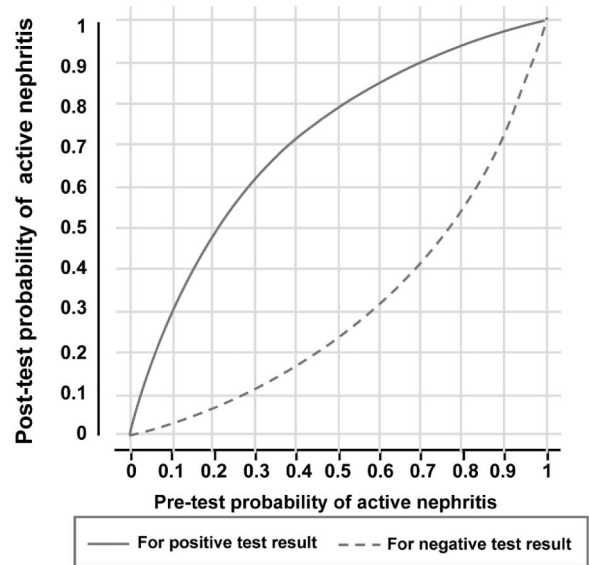 Post-test probability of active nephritis
1
0.9
0.8
0.7
0.6
0.5
0.4
0.3
0.2
0.1
0
0 0.1 0.2 0.3 0.4 0.5 0.6 0.7 0.8 0.9 1
Pre-test probability of active nephritis
For positive test result For negative test result